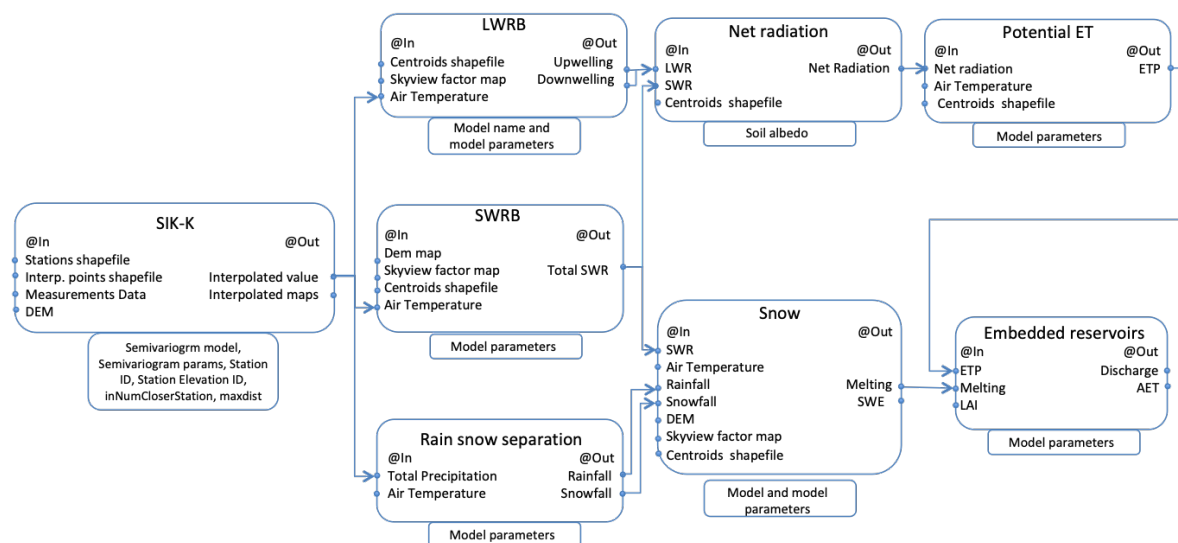 LWRB
@In
@Out
Centroids shapefile
Upwelling
Skyview factor map
Downwelling
Air Temperature
Model name and
model parameters
Net radiation
@In
@Out
LWR
Net Radiation
SWR
Centroids shapefile
Soil albedo
Potential ET
@In
@Out
Net radiation
ETP
Air Temperature
Centroids shapefile
Model parameters
SIK-K
@In
@Out
Stations shapefile
Interp. points shapefile
Interpolated value
Measurements Data
Interpolated maps
DEM
Semivariogrm model,
Semivariogram params, Station
ID, Station Elevation ID,
inNumCloserStation, maxdist
SWRB
@In
@Out
Dem map
Skyview factor map
Total SWR
Centroids shapefile
Air Temperature
Model parameters
Snow
@In
@Out
SWR
Air Temperature
Rainfall
Melting
Snowfall
SWE
DEM
Skyview factor map
Centroids shapefile
Model and model
parameters
Embedded reservoirs
@In
@Out
ETP
Discharge
Melting
AET
LAI
Model parameters
Rain snow separation
@In
@Out
Total Precipitation
Rainfall
Air Temperature
Snowfall
Model parameters